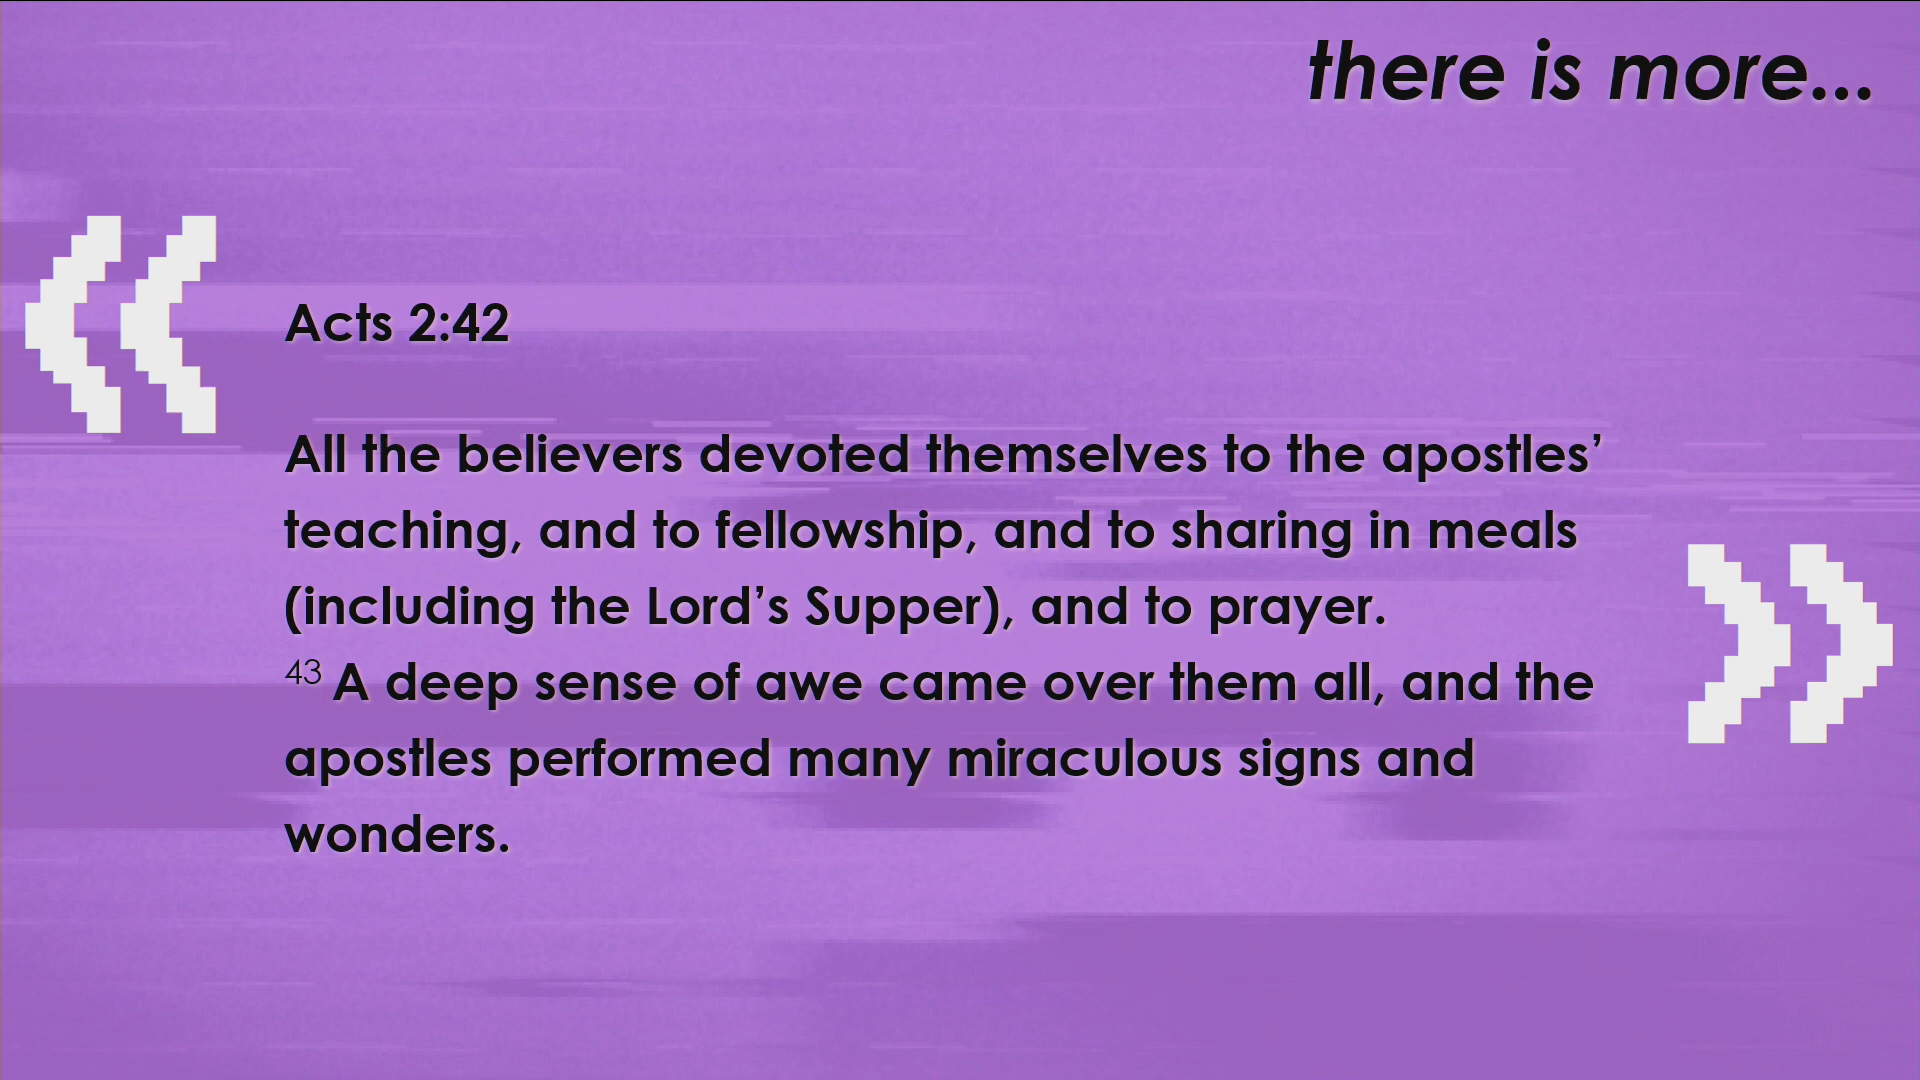 there is more...
Acts 2:42
All the believers devoted themselves to the apostles’
teaching, and to fellowship, and to sharing in meals
(including the Lord’s Supper), and to prayer.
43 A deep sense of awe came over them all, and the
apostles performed many miraculous signs and
wonders.